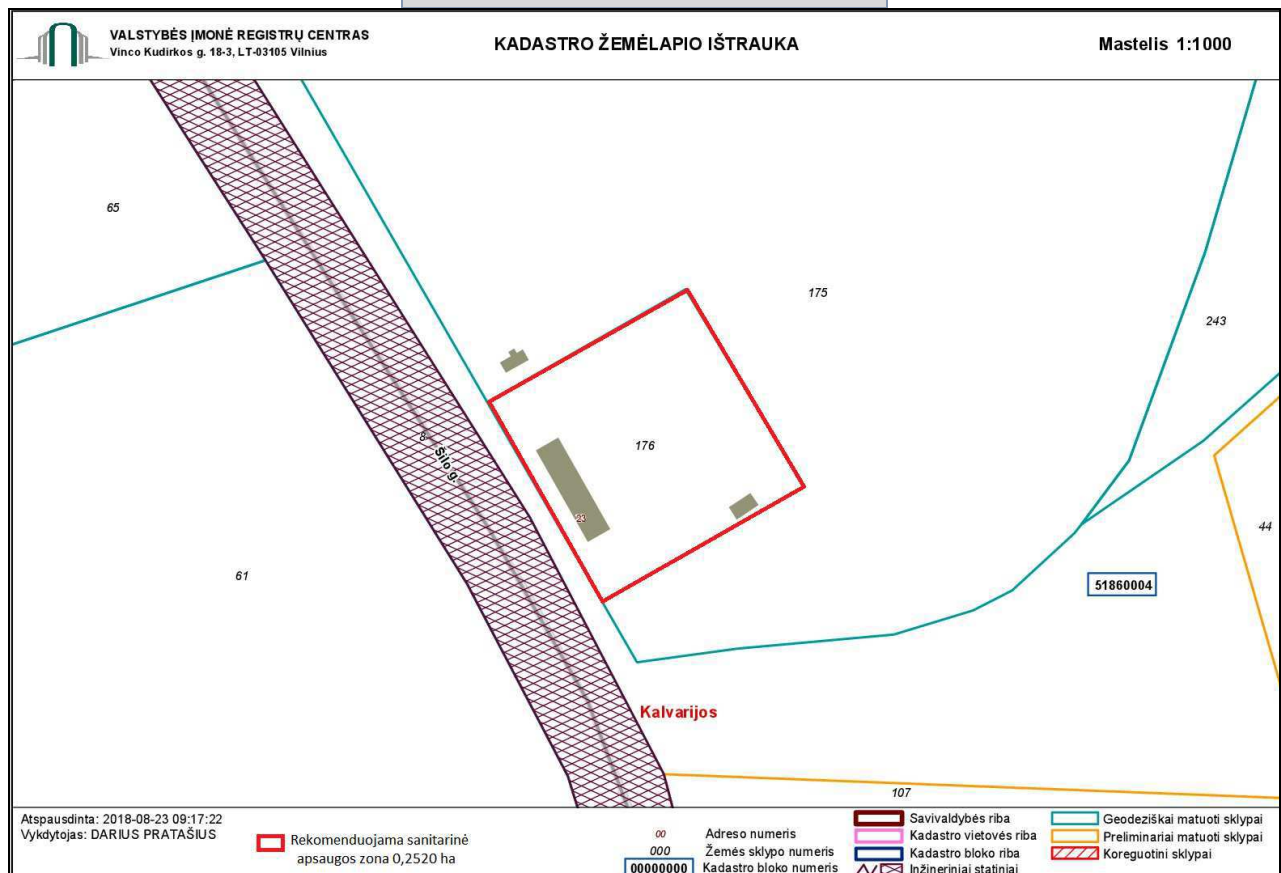 VALSTYBĖS ĮMONĖ REGISTRŲ CENTRAS
Vinco Kudirkos g. 18-3, LT-03105 Vilnius
KADASTRO ŽEMĖLAPIO IŠTRAUKA
Mastelis 1:1000
65
175
243
176
8
Šilo g.
23
44
61
51860004
Kalvarijos
107
Atspausdinta: 2018-08-23 09:17:22
Vykdytojas: DARIUS PRATAŠIUS
Rekomenduojama sanitarinė
apsaugos zona 0,2520 ha
00 Adreso numeris
000 Žemės sklypo numeris
00000000 Kadastro bloko numeris
Savivaldybės riba
Kadastro vietovės riba
Kadastro bloko riba
Inžineriniai statiniai
Geodeziškai matuoti sklypai
Preliminariai matuoti sklypai
Koreguotini sklypai